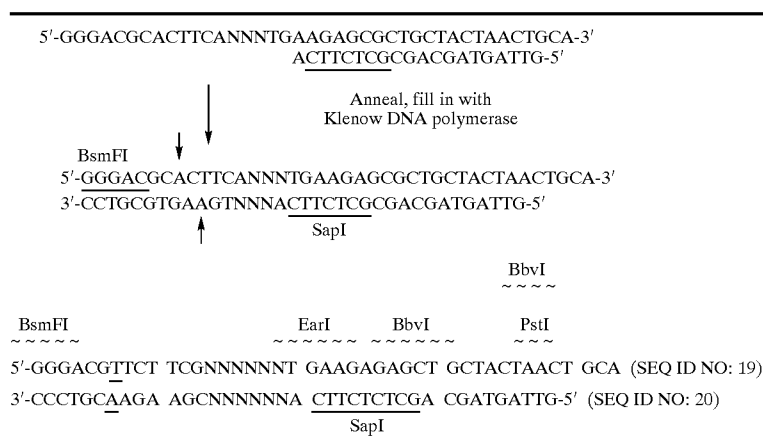 5′-GGGACGCACTTCANNNTGAAGAGCGCTGCTACTAACTGCA-3′
ACTTCTCGCGACGATGATTG-5′
Anneal, fill in with
Klenow DNA polymerase
BsmFI
5′-GGGACGCACTTCANNNTGAAGAGCGCTGCTACTAACTGCA-3′
3′-CCTGCGTGAAGTNNNACTTCTCGCGACGATGATTG-5′
SapI
BbvI
~ ~ ~ ~
BsmFI EarI BbvI PstI
~ ~ ~ ~ ~ ~ ~ ~ ~ ~ ~ ~ ~ ~ ~ ~ ~ ~ ~ ~
5′-GGGACGTTCT TCGNNNNNNT GAAGAGAGCT GCTACTAACT GCA (SEQ ID NO: 19)
3′-CCCTGCAAGA AGCNNNNNNA CTTCTCTCGA CGATGATTG-5′ (SEQ ID NO: 20)
SapI